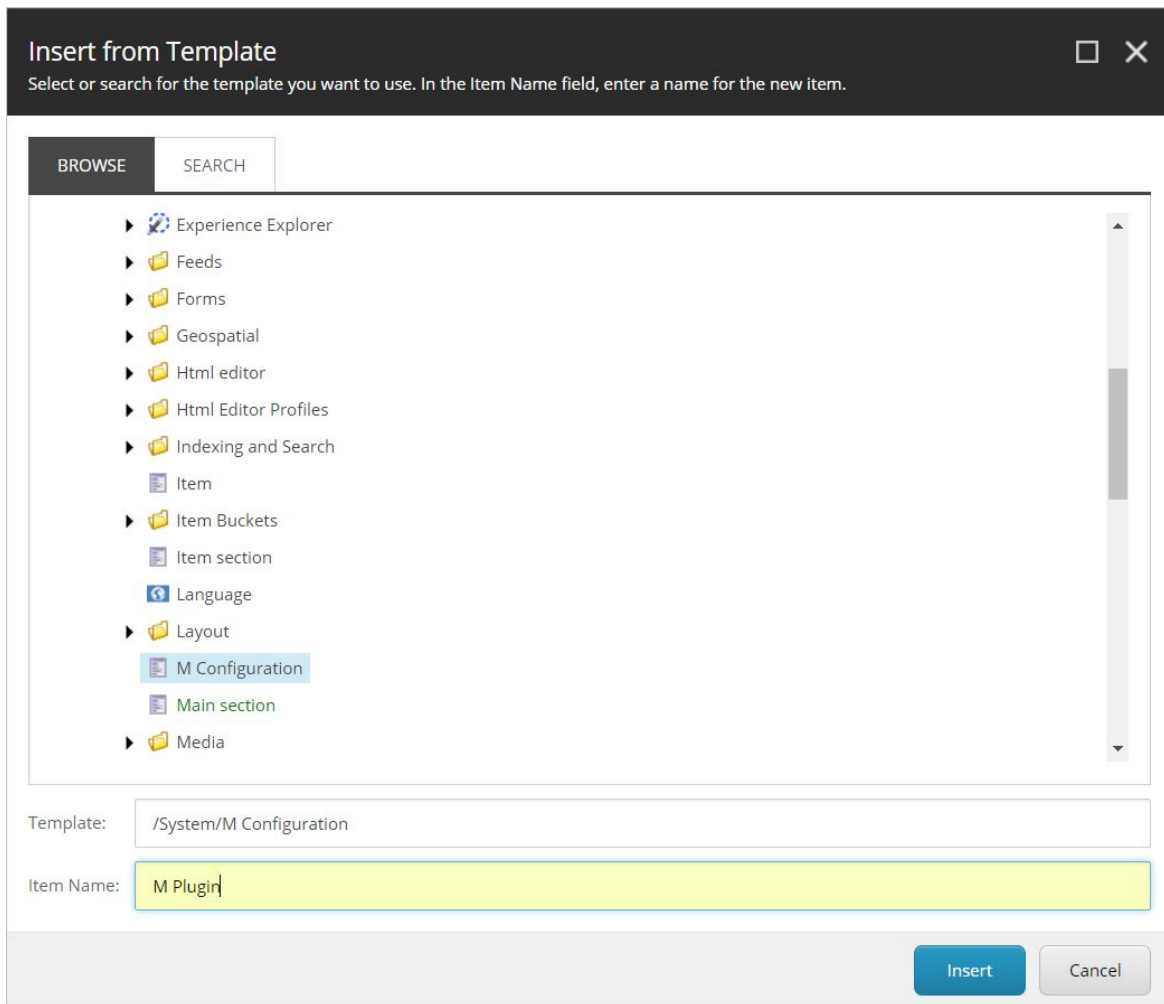 Insert from Template
Select or search for the template you want to use. In the Item Name field, enter a name for the new item.
BROWSE SEARCH
Experience Explorer
Feeds
Forms
Geospatial
Html editor
Html Editor Profiles
Indexing and Search
Item
Item Buckets
Item section
Language
Layout
M Configuration
Main section
Media
Template: /System/M Configuration
Item Name: M Plugin
Insert Cancel